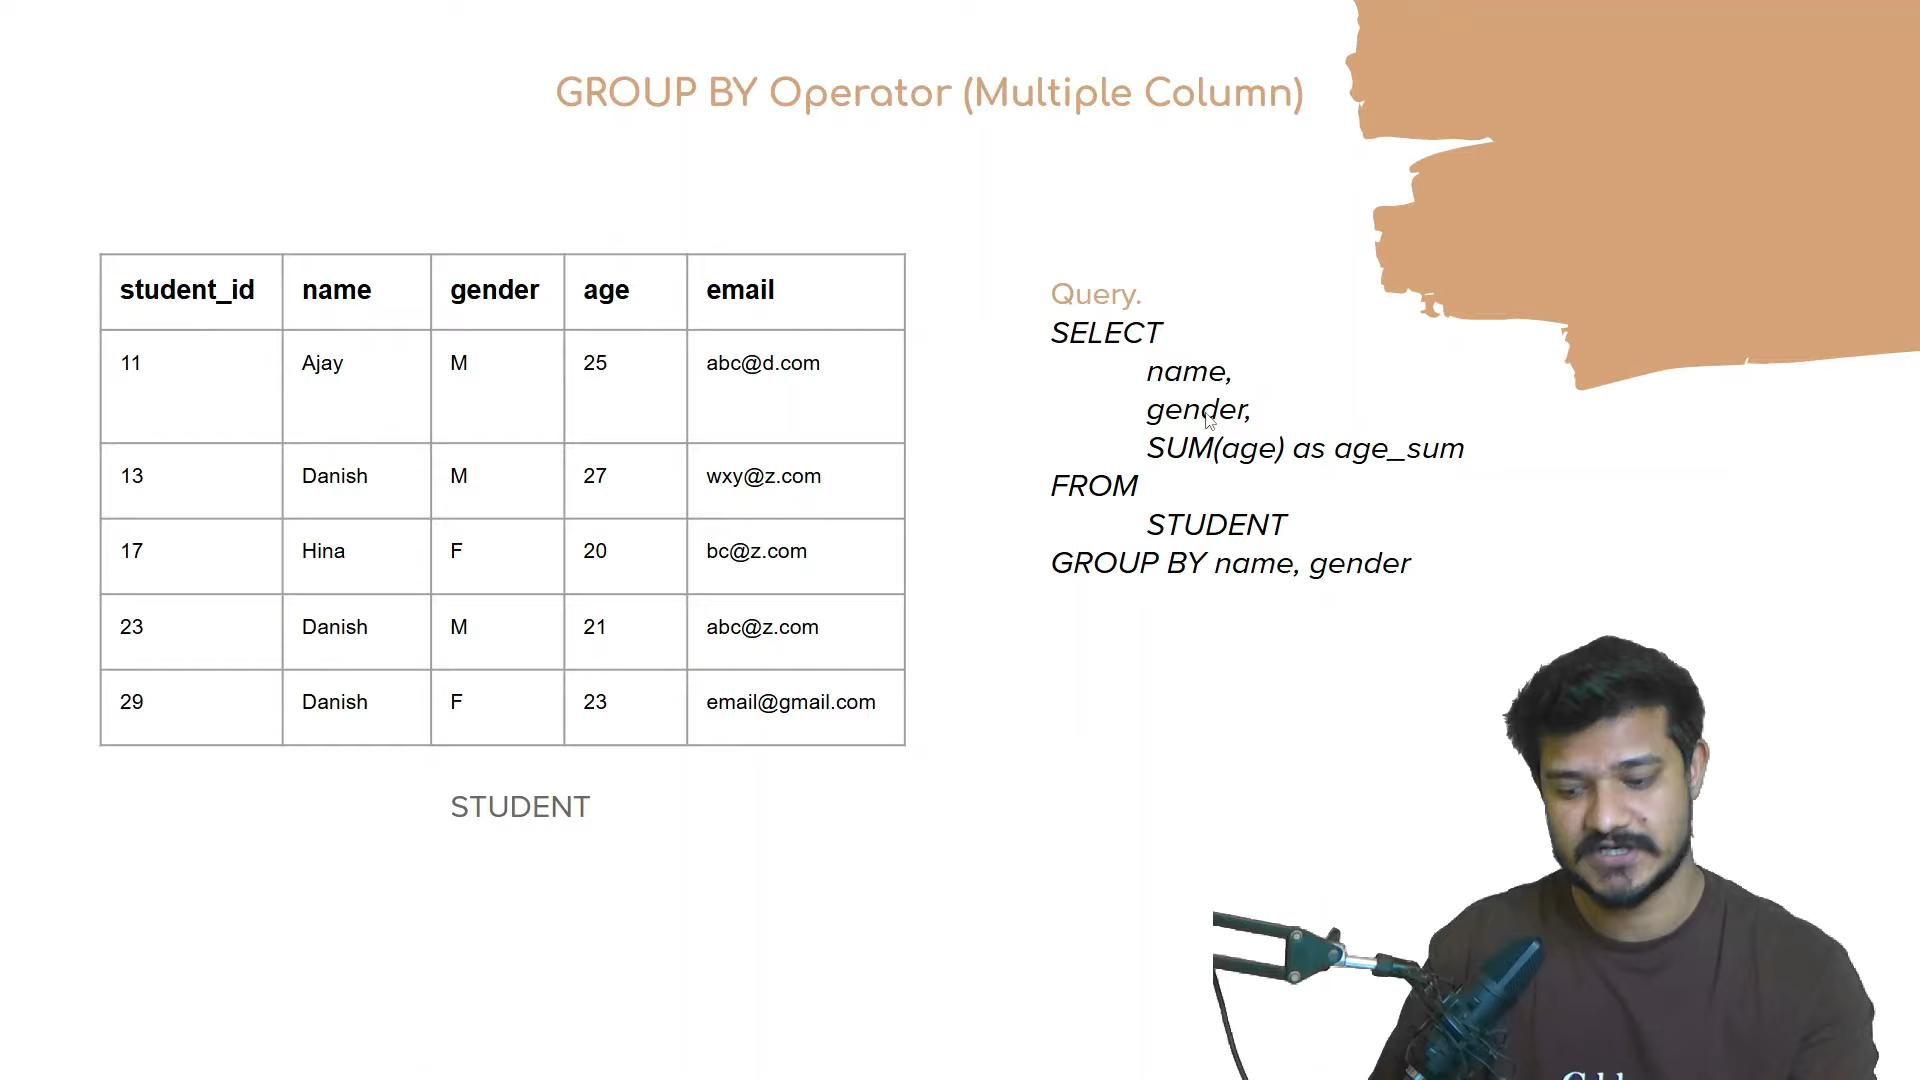 GROUP BY Operator (Multiple Column)
student_id name gender age email
11 Ajay M 25 abc@d.com
13 Danish M 27 wxy@z.com
17 Hina F 20 bc@z.com
23 Danish M 21 abc@z.com
29 Danish F 23 email@gmail.com
STUDENT
Query.
SELECT
name,
gender,
SUM(age) as age_sum
FROM
STUDENT
GROUP BY name, gender